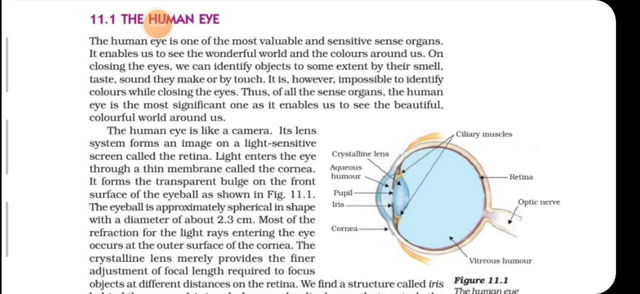 11.1 THE HUMAN EYE
The human eye is one of the most valuable and sensitive sense organs.
It enables us to see the wonderful world and the colours around us. On
closing the eyes, we can identify objects to some extent by their smell,
taste, sound they make or by touch. It is, however, impossible to identify
colours while closing the eyes. Thus, of all the sense organs, the human
eye is the most significant one as it enables us to see the beautiful,
colourful world around us.
The human eye is like a camera. Its lens
system forms an image on a light-sensitive
screen called the retina. Light enters the eye
through a thin membrane called the cornea.
It forms the transparent bulge on the front
surface of the eyeball as shown in Fig. 11.1.
The eyeball is approximately spherical in shape
with a diameter of about 2.3 cm. Most of the
refraction for the light rays entering the eye
occurs at the outer surface of the cornea. The
crystalline lens merely provides the finer
adjustment of focal length required to focus
objects at different distances on the retina. We find a structure called iris
Ciliary muscles
Crystalline lens
Aqueous
humour
Retina
Pupil
Optic nerve
Iris
Cornea
Vitreous humour
Figure 11.1
The human eye